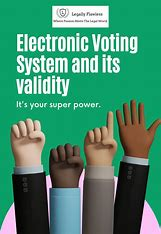 Legally Flawless
Where Passion Meets The Legal World
Electronic Voting
System and its
validity
It's your super power.